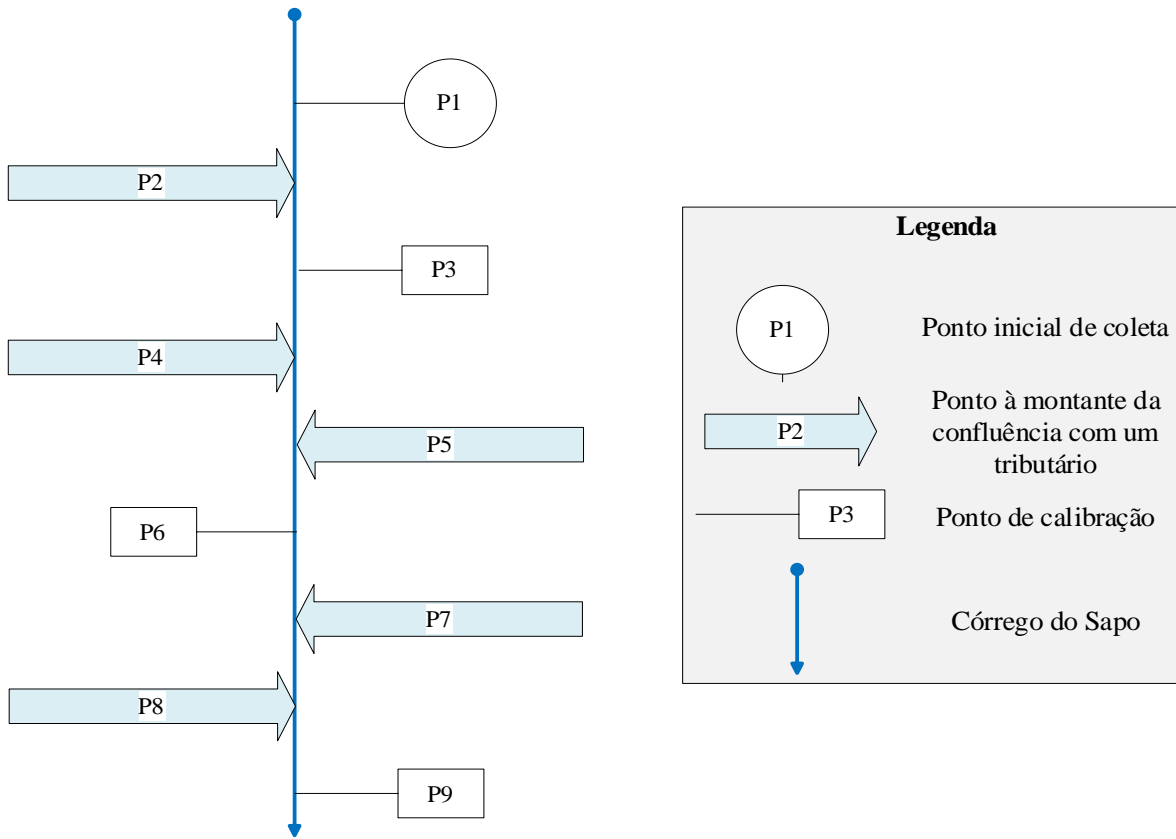 P1
P2
P3
P4
P5
P6
P7
P8
P9
Legenda
P1
Ponto inicial de coleta
P2
Ponto à montante da
confluência com um
tributário
P3
Ponto de calibração
Córrego do Sapo